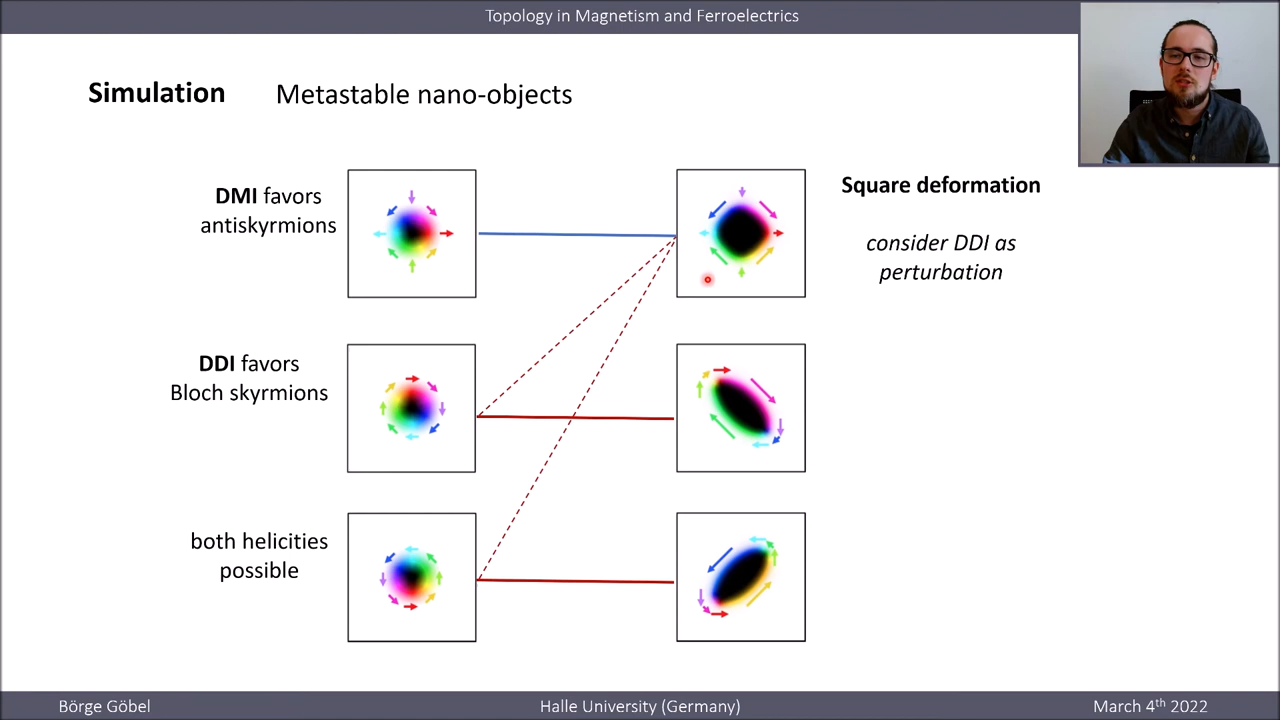 Topology in Magnetism and Ferroelectrics
Simulation Metastable nano-objects
DMI favors
antiskyrmions
Square deformation
consider DDI as
perturbation
DDI favors
Bloch skyrmions
both helicities
possible
Börge Göbel Halle University (Germany) March 4th 2022